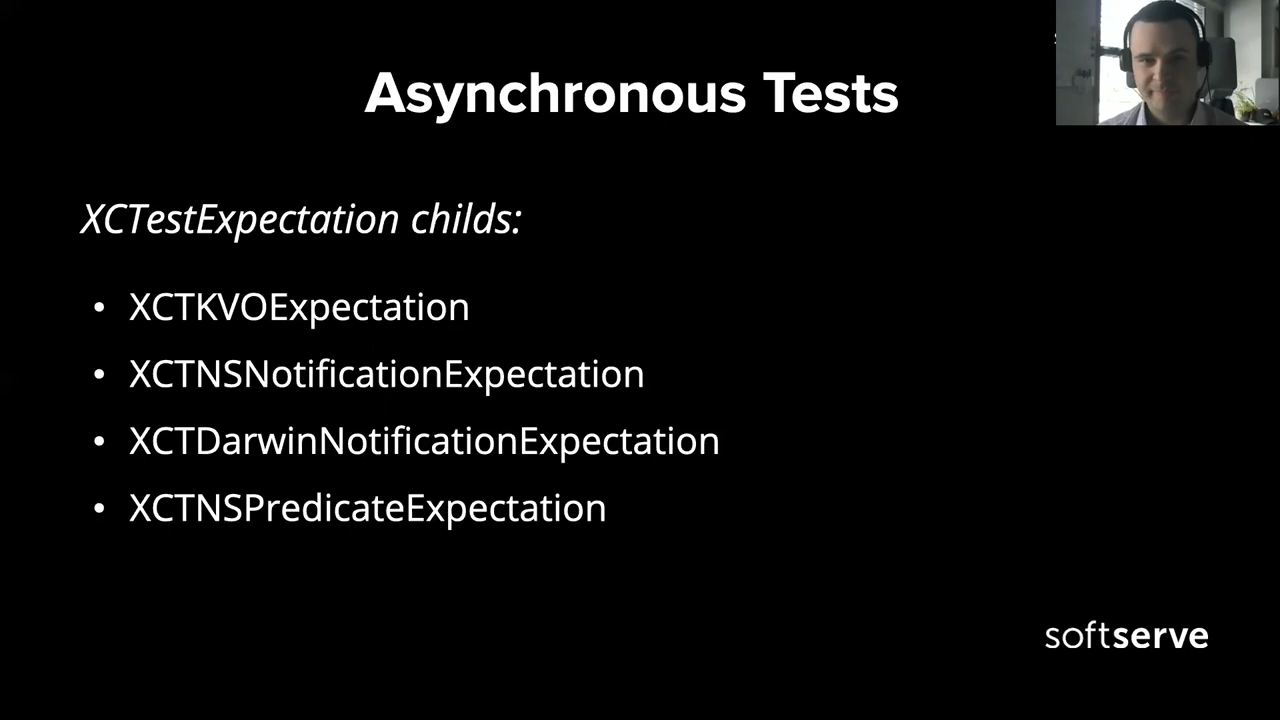 Asynchronous Tests
XCTestExpectation childs:
• XCTKVOExpectation
• XCTNSNotificationExpectation
• XCTDarwinNotificationExpectation
• XCTNSPredicateExpectation
softserve